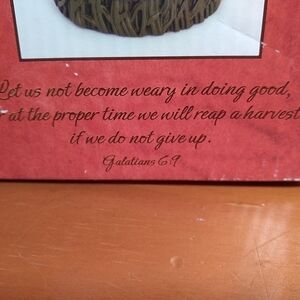 Let us not become weary in doing good,
at the proper time we will reap a harvest
if we do not give up.
Galatians 6:9